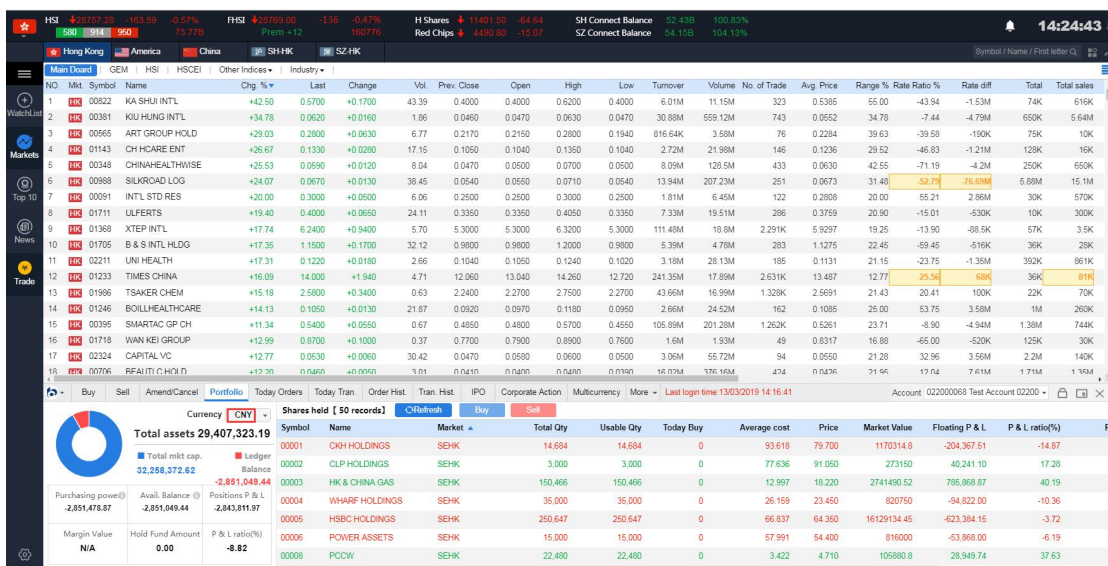 HSI 28757.28 -163.59 -0.57% FHSI 28769.00 -136 -0.47% H Shares 11401.50 -64.64 SH Connect Balance 52.43B 100.83%
580 914 950 73.77B Prem +12 160776 Red Chips 4490.80 -15.07 SZ Connect Balance 54.15B 104.13%
14:24:43
Hong Kong America China SH-HK SZ-HK Symbol / Name / First letter
Main Board GEM HSI HSCEI Other Indices Industry
NO. Mkt Symbol Name Chg. % Last Change Vol. Prev. Close Open High Low Turnover Volume No. of Trade Avg. Price Range % Rate Ratio % Rate diff Total Total sales
1 HK 00822 KA SHUI INT'L +42.50 0.5700 +0.1700 43.39 0.4000 0.4000 0.6200 0.4000 6.01M 11.15M 323 0.5385 55.00 -43.94 -1.53M 74K 616K
2 HK 00381 KIU HUNG INT'L +34.78 0.0620 +0.0160 1.86 0.0460 0.0470 0.0630 0.0470 30.88M 559.12M 743 0.0552 34.78 -7.44 -4.79M 650K 5.64M
3 HK 00565 ART GROUP HOLD +29.03 0.2800 +0.0630 6.77 0.2170 0.2150 0.2800 0.1940 816.64K 3.58M 76 0.2284 39.63 -39.58 -190K 75K 10K
4 HK 01143 CH HCARE ENT +26.67 0.1330 +0.0280 17.15 0.1050 0.1040 0.1350 0.1040 2.72M 21.98M 146 0.1236 29.52 -46.83 -1.21M 128K 16K
5 HK 00348 CHINAHEALTHWISE +25.53 0.0590 +0.0120 8.04 0.0470 0.0500 0.0700 0.0500 8.09M 128.5M 433 0.0630 42.55 -71.19 -4.2M 250K 650K
6 HK 00988 SILKROAD LOG +24.07 0.0670 +0.0130 38.45 0.0540 0.0550 0.0710 0.0540 13.94M 207.23M 251 0.0673 31.48 -52.79 -76.69M 5.88M 15.1M
7 HK 00091 INT'L STD RES +20.00 0.3000 +0.0500 6.06 0.2500 0.2500 0.3000 0.2500 1.81M 6.45M 122 0.2808 20.00 55.21 2.86M 30K 570K
8 HK 01711 ULFERTS +19.40 0.4000 +0.0650 24.11 0.3350 0.3350 0.4050 0.3350 7.33M 19.51M 286 0.3759 20.90 -15.01 -530K 10K 300K
9 HK 01368 XTEP INT'L +17.74 6.2400 +0.9400 5.70 5.3000 5.3000 6.3200 5.3000 111.48M 18.8M 2.291K 5.9297 19.25 -13.90 -88.5K 57K 3.5K
10 HK 01705 B & S INTL HLDG +17.35 1.1500 +0.1700 32.12 0.9800 0.9800 1.2000 0.9800 5.39M 4.78M 283 1.1275 22.45 -59.45 -516K 36K 28K
11 HK 02211 UNI HEALTH +17.31 0.1220 +0.0180 2.66 0.1040 0.1050 0.1240 0.1020 3.18M 28.13M 185 0.1131 21.15 -23.75 -1.35M 392K 861K
12 HK 01233 TIMES CHINA +16.09 14.000 +1.940 4.71 12.060 13.040 14.260 12.720 241.35M 17.89M 2.631K 13.487 12.77 25.56 68K 36K 81K
13 HK 01986 TSAKER CHEM +15.18 2.5800 +0.3400 0.63 2.2400 2.2700 2.7500 2.2700 43.66M 16.99M 1.328K 2.5691 21.43 20.41 100K 22K 70K
14 HK 01246 BOILLHEALTHCARE +14.13 0.1050 +0.0130 21.87 0.0920 0.0970 0.1180 0.0950 2.66M 24.52M 162 0.1085 25.00 53.75 3.58M 1M 260K
15 HK 00395 SMARTAC GP CH +11.34 0.5400 +0.0550 0.67 0.4850 0.4800 0.5700 0.4550 105.89M 201.28M 1.262K 0.5261 23.71 -8.90 -4.94M 1.38M 744K
16 HK 01718 WAN KEI GROUP +12.99 0.8700 +0.1000 0.37 0.7700 0.7900 0.8900 0.7600 1.6M 1.93M 49 0.8317 16.88 -65.00 -520K 125K 30K
17 HK 02324 CAPITAL VC +12.77 0.0530 +0.0060 30.42 0.0470 0.0580 0.0600 0.0500 3.06M 55.72M 94 0.0550 21.28 32.96 3.56M 2.2M 140K
18 HK 00706 BEAUTI C HOLD +12.20 0.0460 +0.0050 3.01 0.0410 0.0400 0.0480 0.0390 16.02M 376.16M 424 0.0426 21.95 12.04 7.61M 1.71M 1.35M
WatchList
Markets
Top 10
News
Trade
Buy Sell Amend/Cancel Portfolio Today Orders Today Tran. Order Hist. Tran. Hist. IPO Corporate Action Multicurrency More Last login time:13/03/2019 14:16:41 Account 022000068 Test Account 02200
Currency CNY
Total assets 29,407,323.19
Total mkt cap. Ledger Balance
32,258,372.62 -2,851,049.44
Purchasing power Avail. Balance Positions P & L
-2,851,478.87 -2,851,049.44 -2,843,811.97
Margin Value Hold Fund Amount P & L ratio(%)
N/A 0.00 -8.82
Shares held [ 50 records] Refresh Buy Sell
Symbol Name Market Total Qty Usable Qty Today Buy Average cost Price Market Value Floating P & L P & L ratio(%)
00001 CKH HOLDINGS SEHK 14,684 14,684 0 93.618 79.700 1170314.8 -204,367.51 -14.87
00002 CLP HOLDINGS SEHK 3,000 3,000 0 77.636 91.050 273150 40,241.10 17.28
00003 HK & CHINA GAS SEHK 150,466 150,466 0 12.997 18.220 2741490.52 785,868.87 40.19
00004 WHARF HOLDINGS SEHK 35,000 35,000 0 26.159 23.450 820750 -94,822.00 -10.36
00005 HSBC HOLDINGS SEHK 250,647 250,647 0 66.837 64.350 16129134.45 -623,384.15 -3.72
00006 POWER ASSETS SEHK 15,000 15,000 0 57.991 54.400 816000 -53,868.00 -6.19
00008 PCCW SEHK 22,480 22,480 0 3.422 4.710 105880.8 28,949.74 37.63